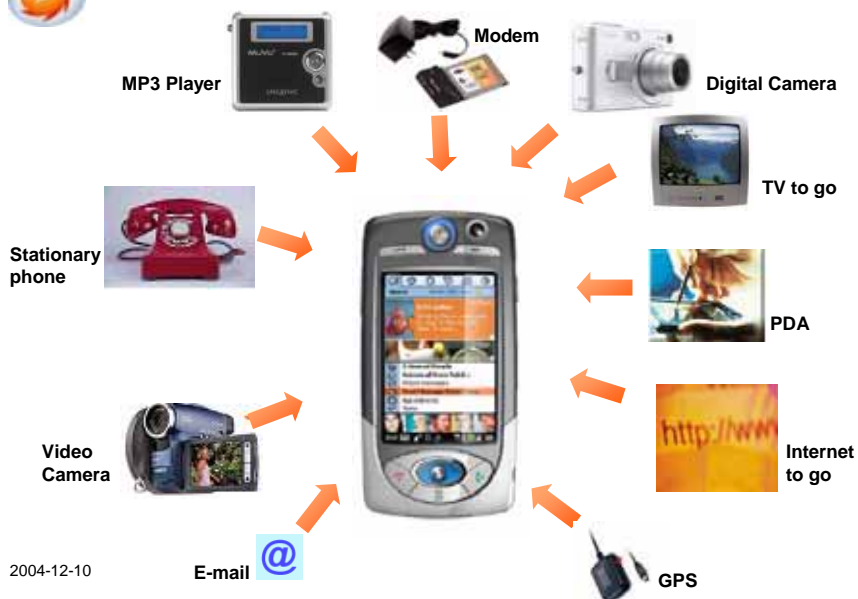 Modem
MP3 Player
Digital Camera
TV to go
Stationary
phone
PDA
http://www
Video
Camera
Internet
to go
2004-12-10
E-mail
@
GPS